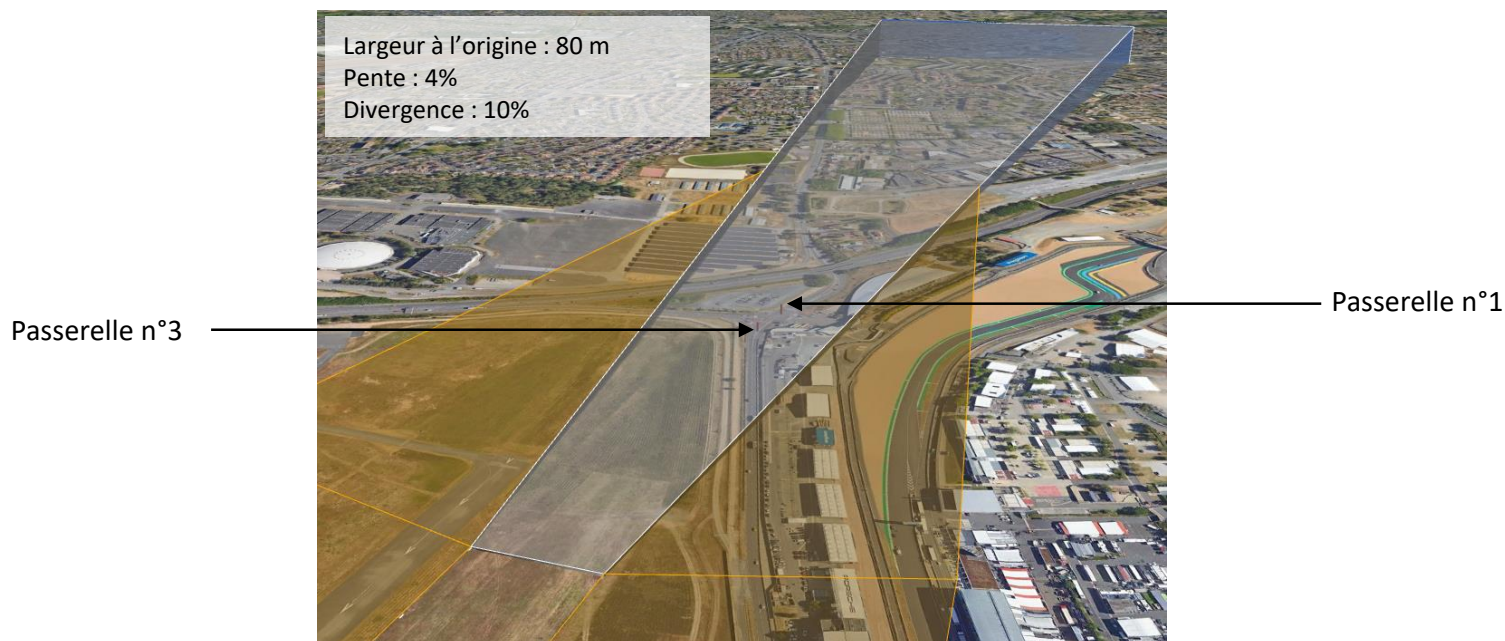 Largeur à l’origine : 80 m
Pente : 4%
Divergence : 10%
Passerelle n°1
Passerelle n°3